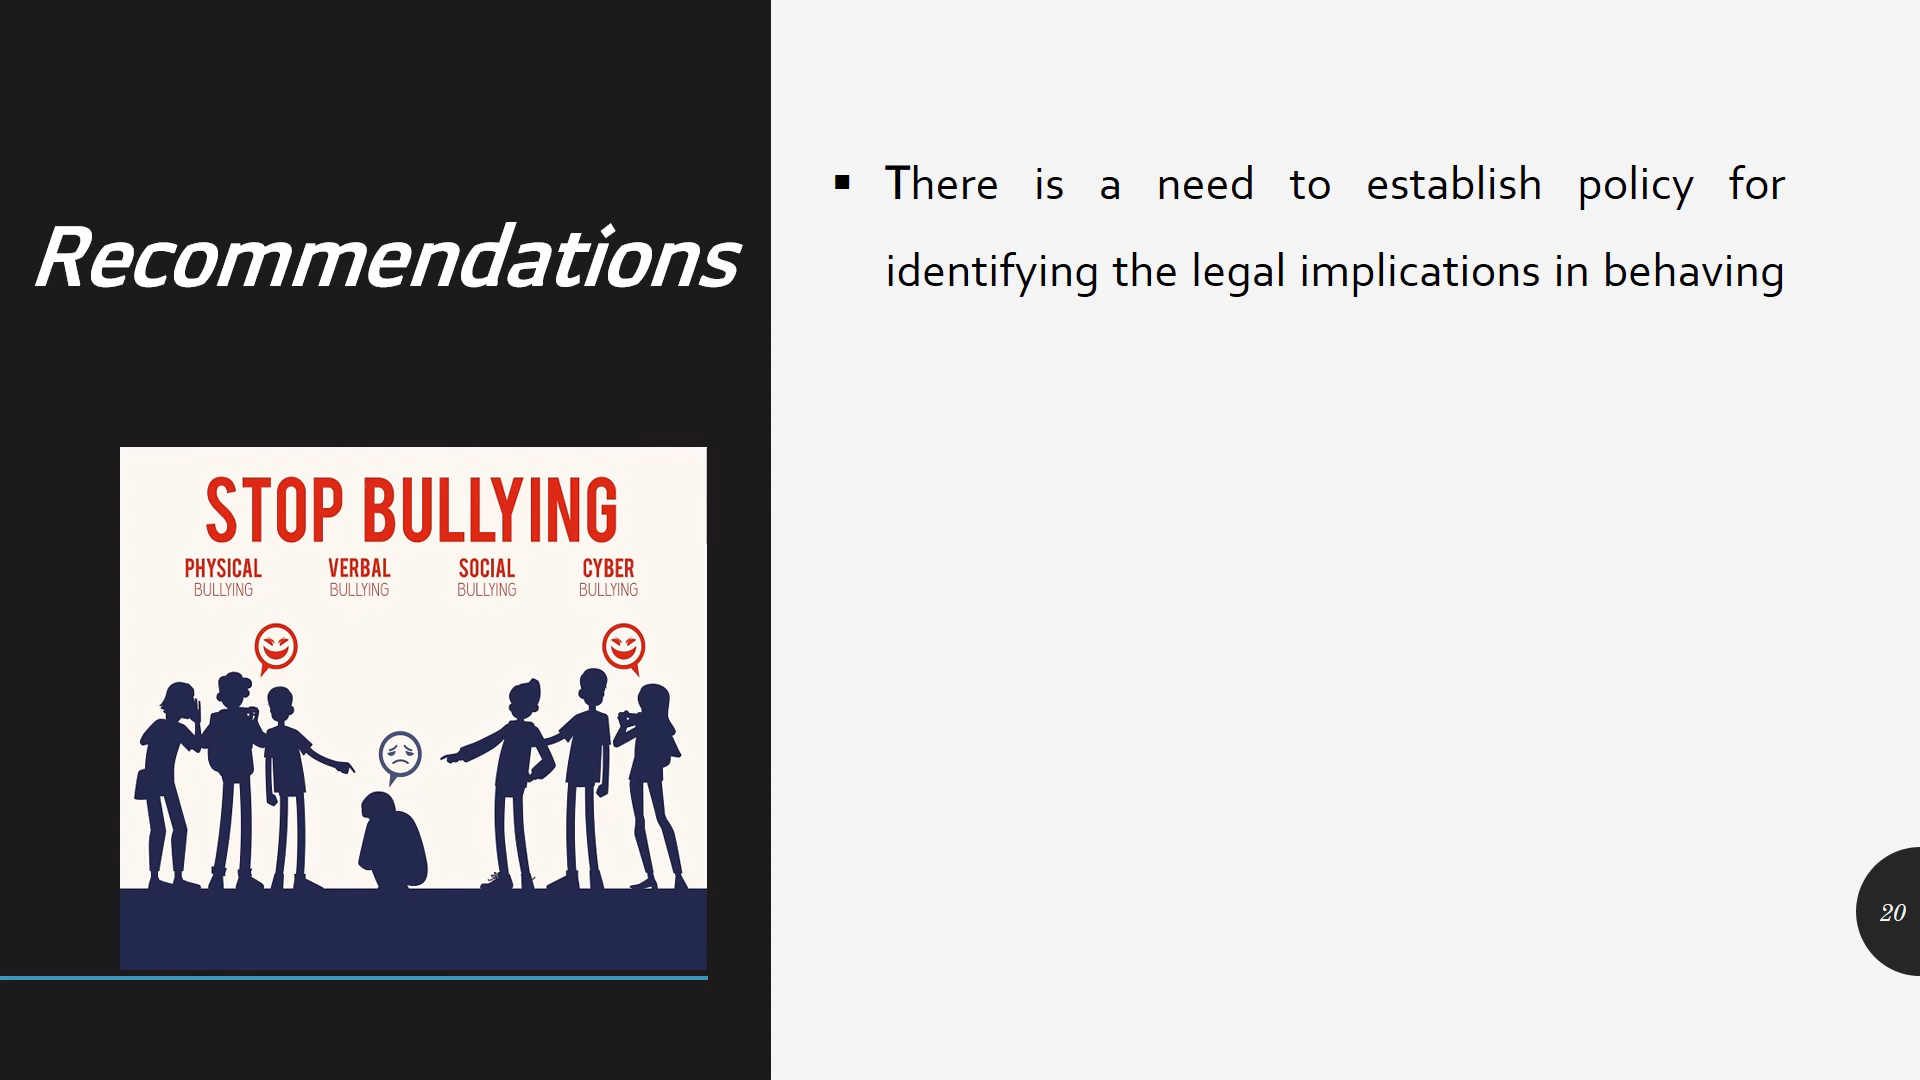 Recommendations
STOP BULLYING
PHYSICAL VERBAL SOCIAL CYBER
BULLYING BULLYING BULLYING BULLYING
▪ There is a need to establish policy for
identifying the legal implications in behaving
20